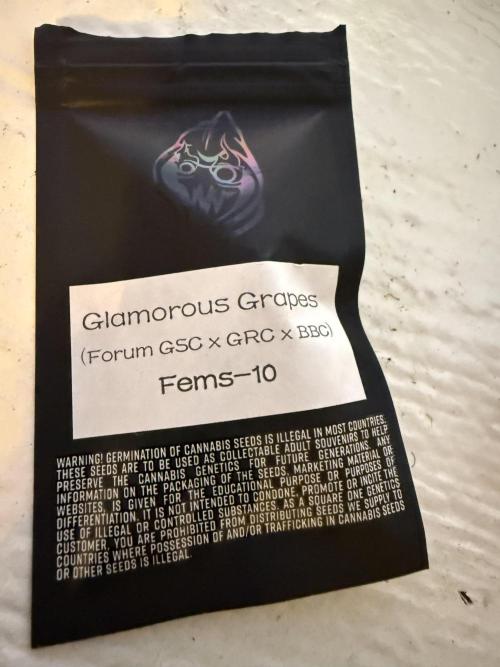 Glamorous Grapes
(Forum GSC x GRC x BBC)
Fems-10
WARNING! GERMINATION OF CANNABIS SEEDS IS ILLEGAL IN MOST COUNTRIES.
THESE SEEDS ARE TO BE USED AS COLLECTABLE ADULT SOUVENIRS TO HELP
PRESERVE THE CANNABIS GENETICS FOR FUTURE GENERATIONS. ANY
INFORMATION ON THE PACKAGING OF THE SEEDS, MARKETING MATERIAL OR
WEBSITES, IS GIVEN FOR THE EDUCATIONAL PURPOSE OR PURPOSES OF
DIFFERENTIATION, IT IS NOT INTENDED TO CONDONE, PROMOTE OR INCITE THE
USE OF ILLEGAL OR CONTROLLED SUBSTANCES. AS A SQUARE ONE GENETICS
CUSTOMER, YOU ARE PROHIBITED FROM DISTRIBUTING SEEDS WE SUPPLY TO
COUNTRIES WHERE POSSESSION OF AND/OR TRAFFICKING IN CANNABIS SEEDS
OR OTHER SEEDS IS ILLEGAL.